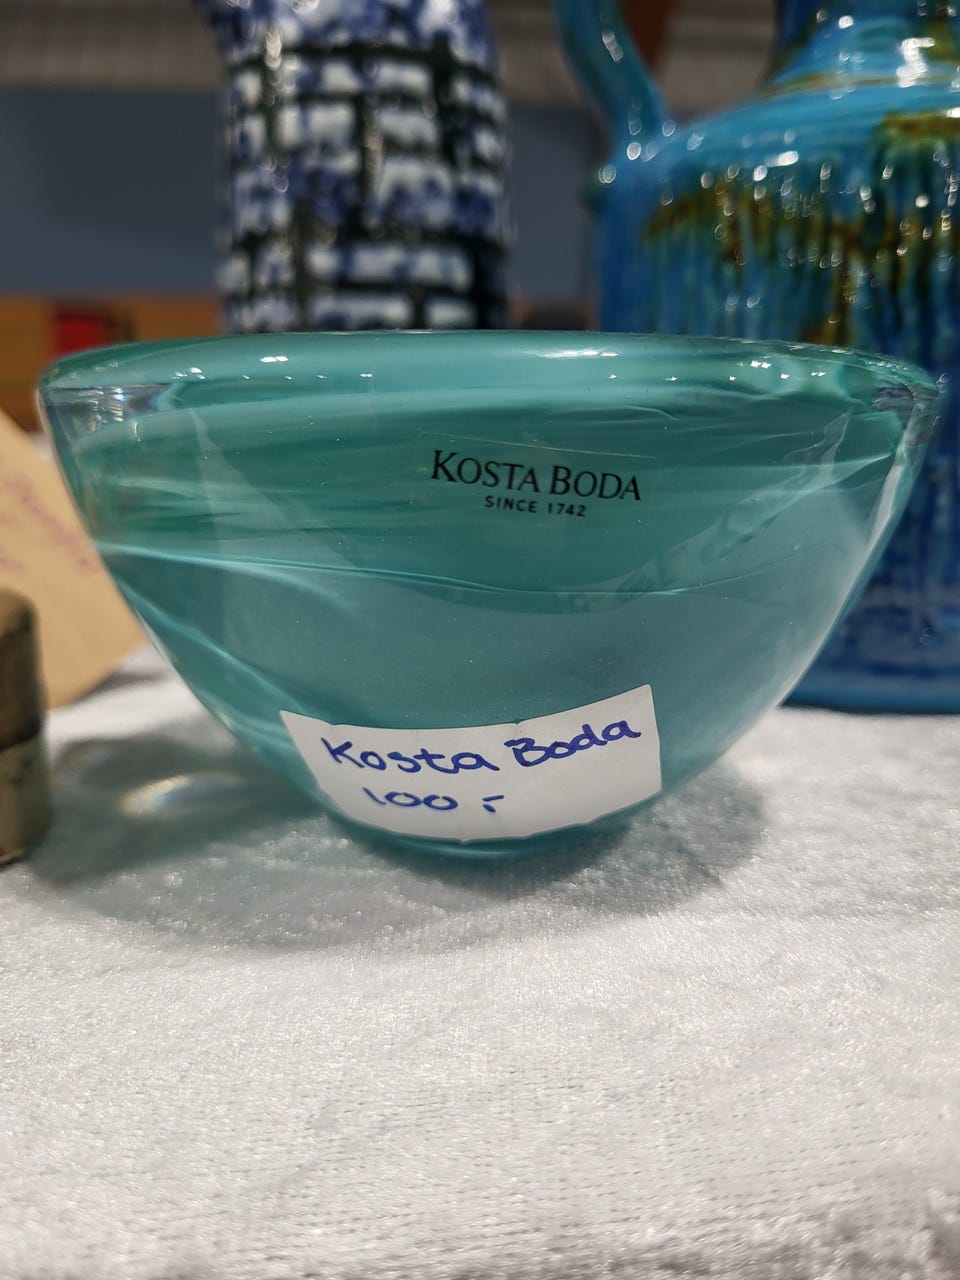 KOSTA BODA
SINCE 1742
Kosta Boda
100:-